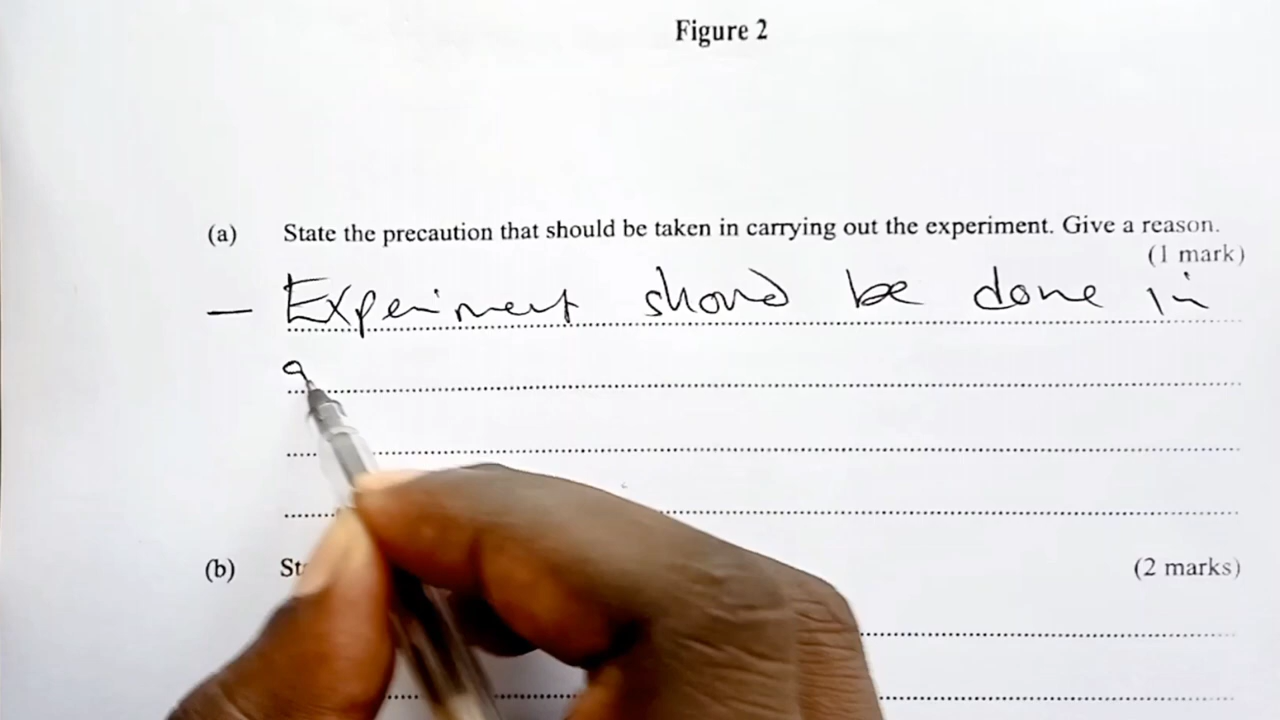 Figure 2
(a) State the precaution that should be taken in carrying out the experiment. Give a reason.
(1 mark)
— Experiment should be done in
a
(b) St
(2 marks)